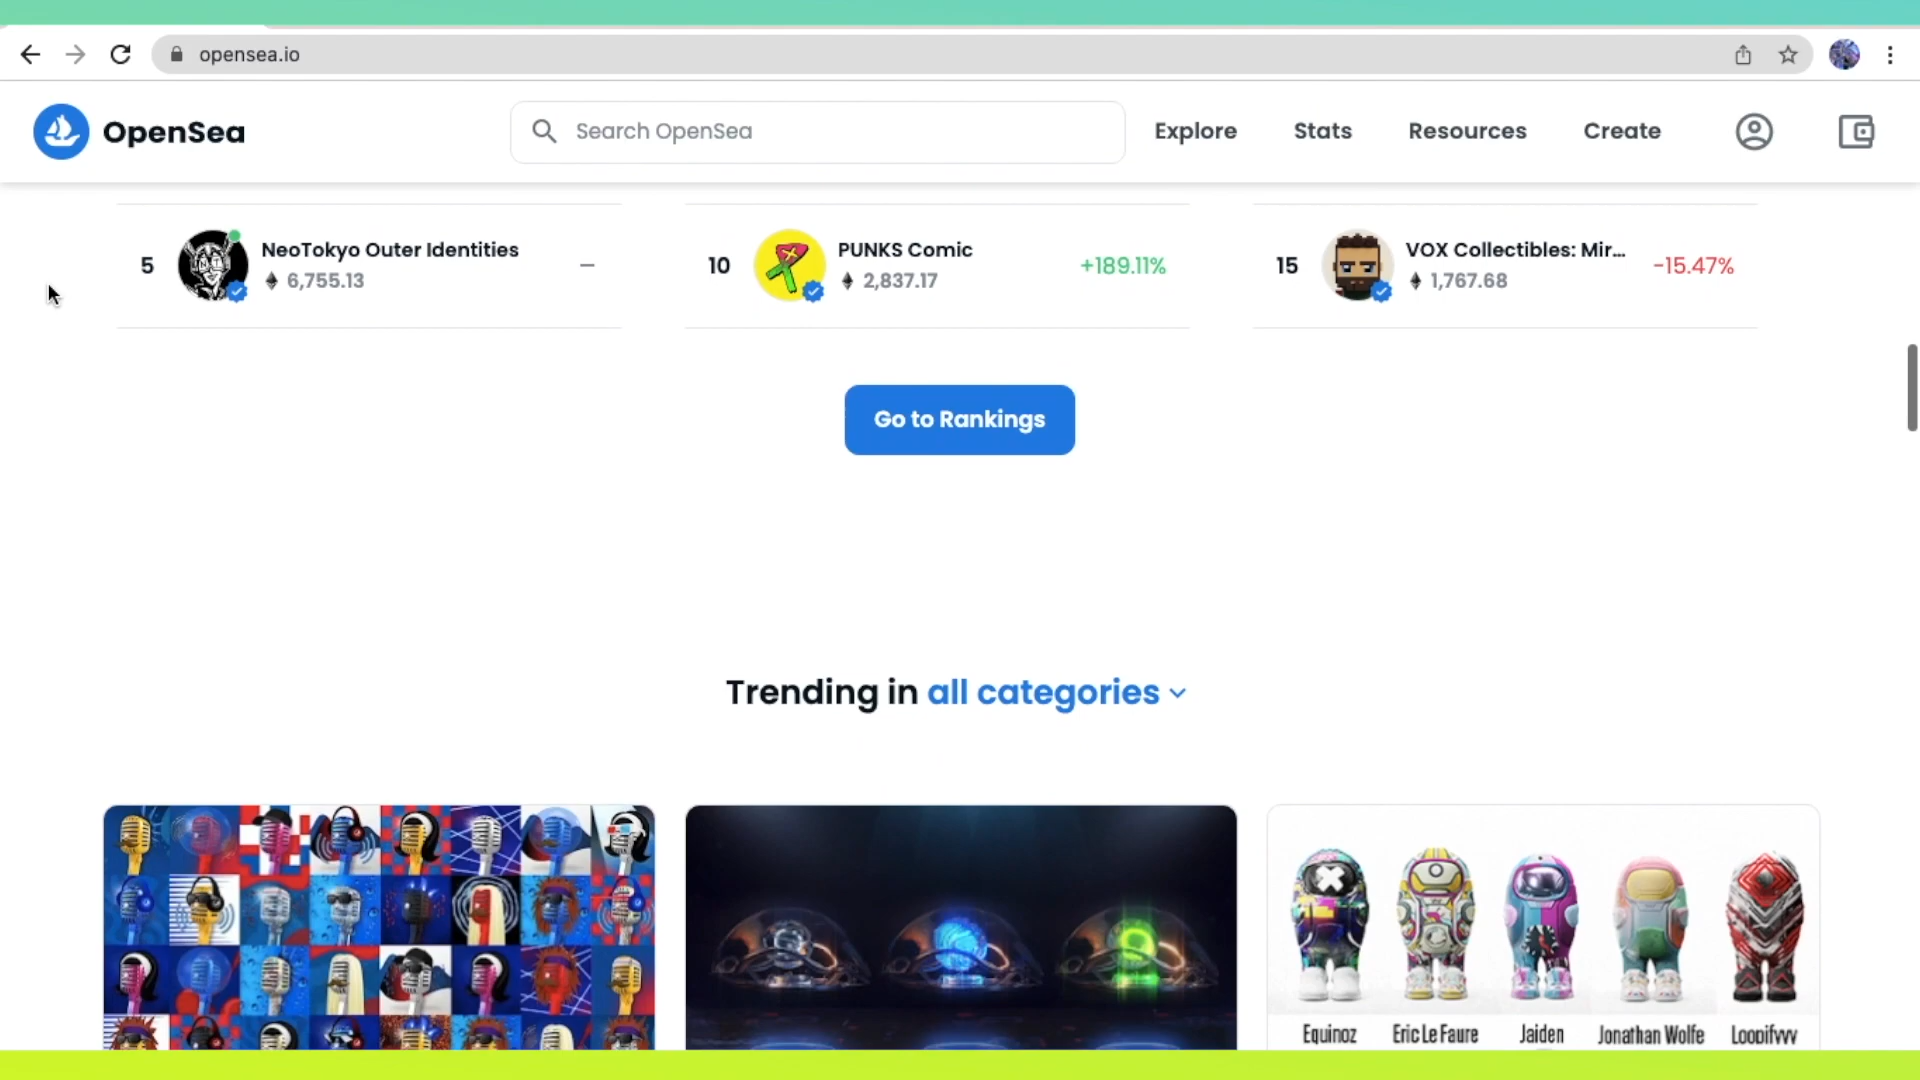 opensea.io
OpenSea
Search OpenSea
Explore
Stats
Resources
Create
5
NeoTokyo Outer Identities
6,755.13
—
10
PUNKS Comic
2,837.17
+189.11%
15
VOX Collectibles: Mir...
1,767.68
-15.47%
Go to Rankings
Trending in all categories
Equinoz
Eric Le Faure
Jaiden
Jonathan Wolfe
Loopifyyy